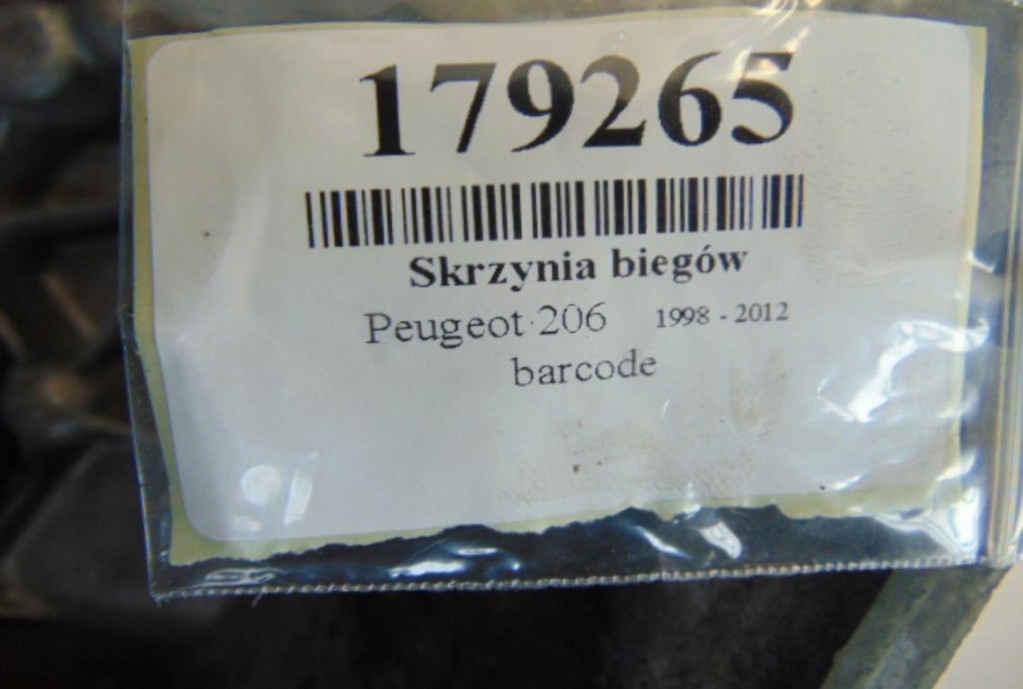 179265
Skrzynia biegów
Peugeot 206 1998 - 2012
barcode